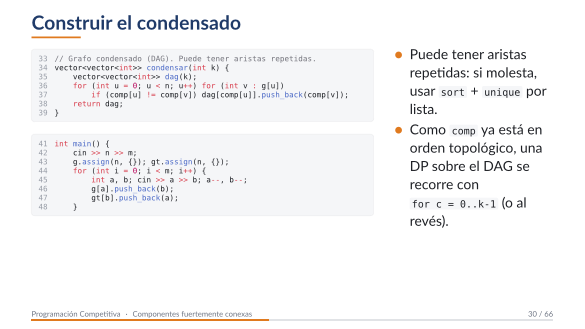 Construir el condensado
33 // Grafo condensado (DAG). Puede tener aristas repetidas.
34 vector<vector<int>> condensar(int k) {
35     vector<vector<int>> dag(k);
36     for (int u = 0; u < n; u++) for (int v : g[u])
37         if (comp[u] != comp[v]) dag[comp[u]].push_back(comp[v]);
38     return dag;
39 }
41 int main() {
42     cin >> n >> m;
43     g.assign(n, {}); gt.assign(n, {});
44     for (int i = 0; i < m; i++) {
45         int a, b; cin >> a >> b; a--, b--;
46         g[a].push_back(b);
47         gt[b].push_back(a);
48     }
Puede tener aristas
repetidas: si molesta,
usar sort + unique por
lista.
Como comp ya está en
orden topológico, una
DP sobre el DAG se
recorre con
for c = 0..k-1 (o al
revés).
Programación Competitiva · Componentes fuertemente conexas
30 / 66